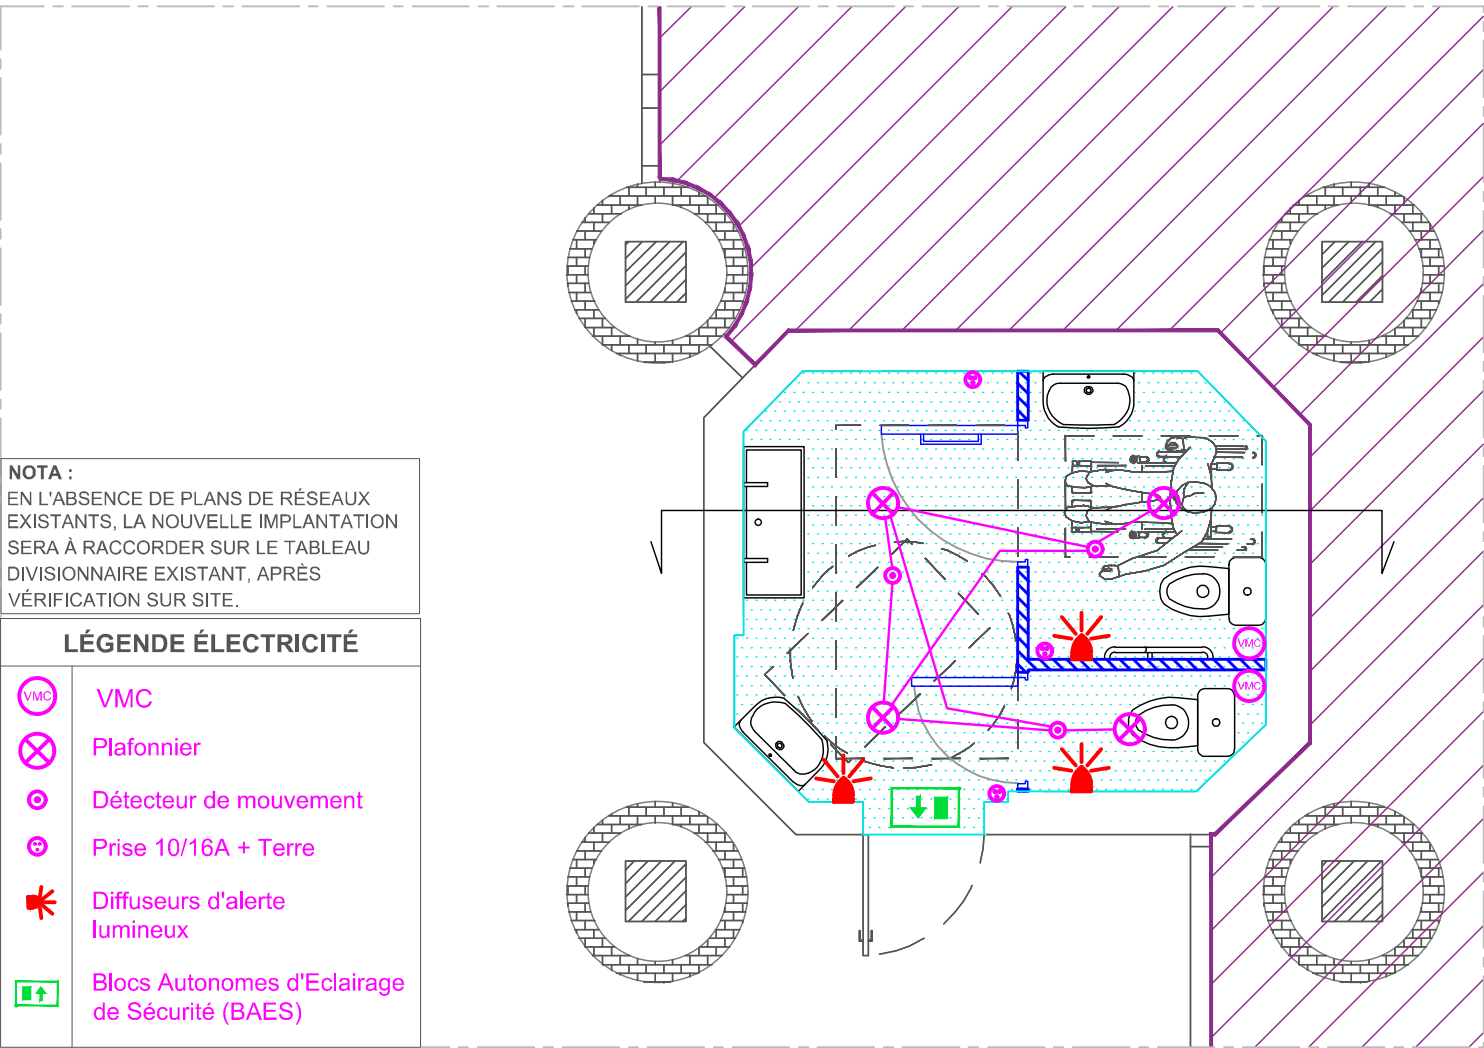 NOTA :
EN L'ABSENCE DE PLANS DE RÉSEAUX
EXISTANTS, LA NOUVELLE IMPLANTATION
SERA À RACCORDER SUR LE TABLEAU
DIVISIONNAIRE EXISTANT, APRÈS
VÉRIFICATION SUR SITE.
LÉGENDE ÉLECTRICITÉ
VMC VMC
Plafonnier
Détecteur de mouvement
Prise 10/16A + Terre
Diffuseurs d'alerte
lumineux
Blocs Autonomes d'Eclairage
de Sécurité (BAES)
VMC
VMC